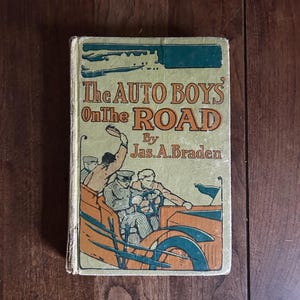 The AUTO BOYS'
On The ROAD
By
Jas. A. Braden